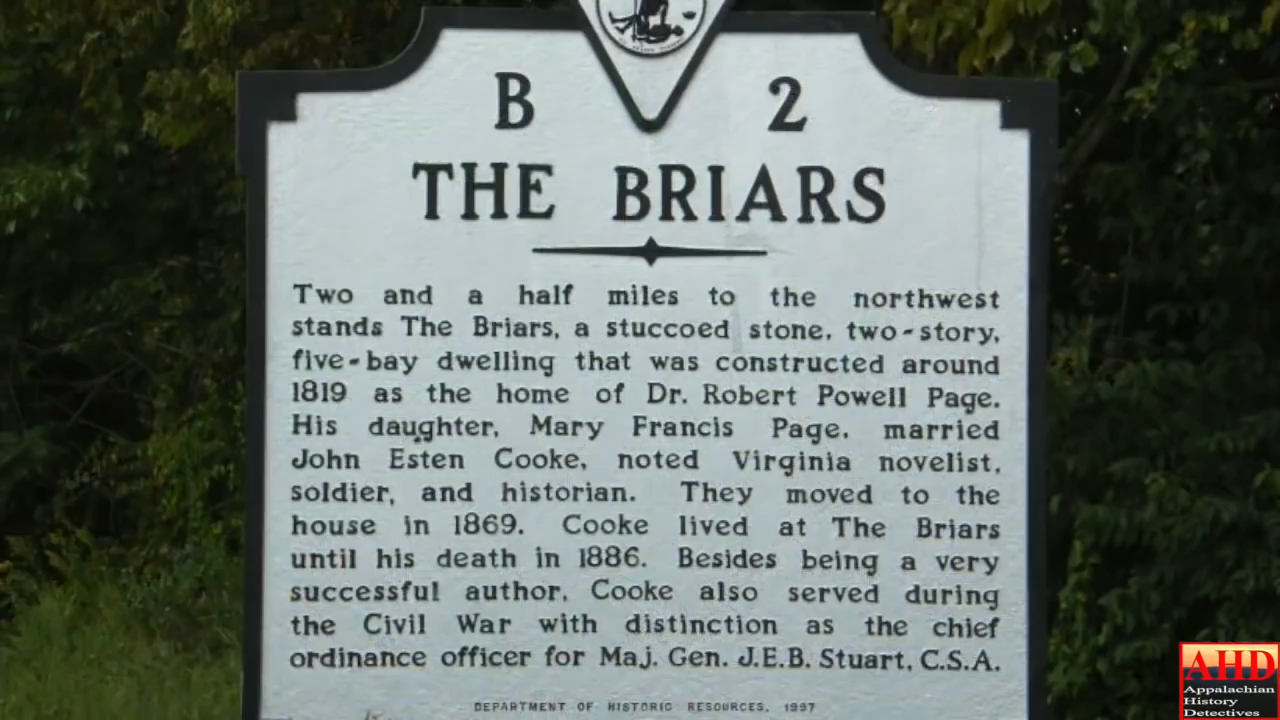 B 2
THE BRIARS
Two and a half miles to the northwest
stands The Briars, a stuccoed stone, two-story,
five-bay dwelling that was constructed around
1819 as the home of Dr. Robert Powell Page.
His daughter, Mary Francis Page, married
John Esten Cooke, noted Virginia novelist,
soldier, and historian. They moved to the
house in 1869. Cooke lived at The Briars
until his death in 1886. Besides being a very
successful author, Cooke also served during
the Civil War with distinction as the chief
ordinance officer for Maj. Gen. J.E.B. Stuart, C.S.A.
DEPARTMENT OF HISTORIC RESOURCES, 1997
AHD
Appalachian
History
Detectives